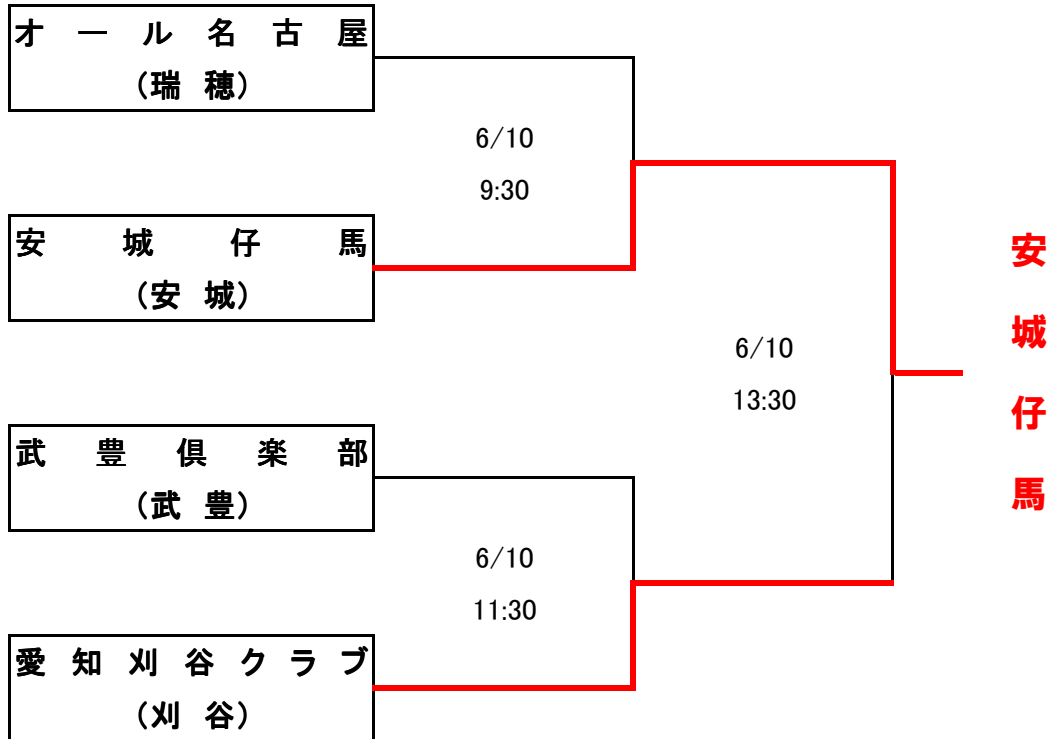 オール名古屋
（瑞穂）
6/10
9:30
安城仔馬
（安城）
6/10
13:30
安城仔馬
武豊倶楽部
（武豊）
6/10
11:30
愛知刈谷クラブ
（刈谷）